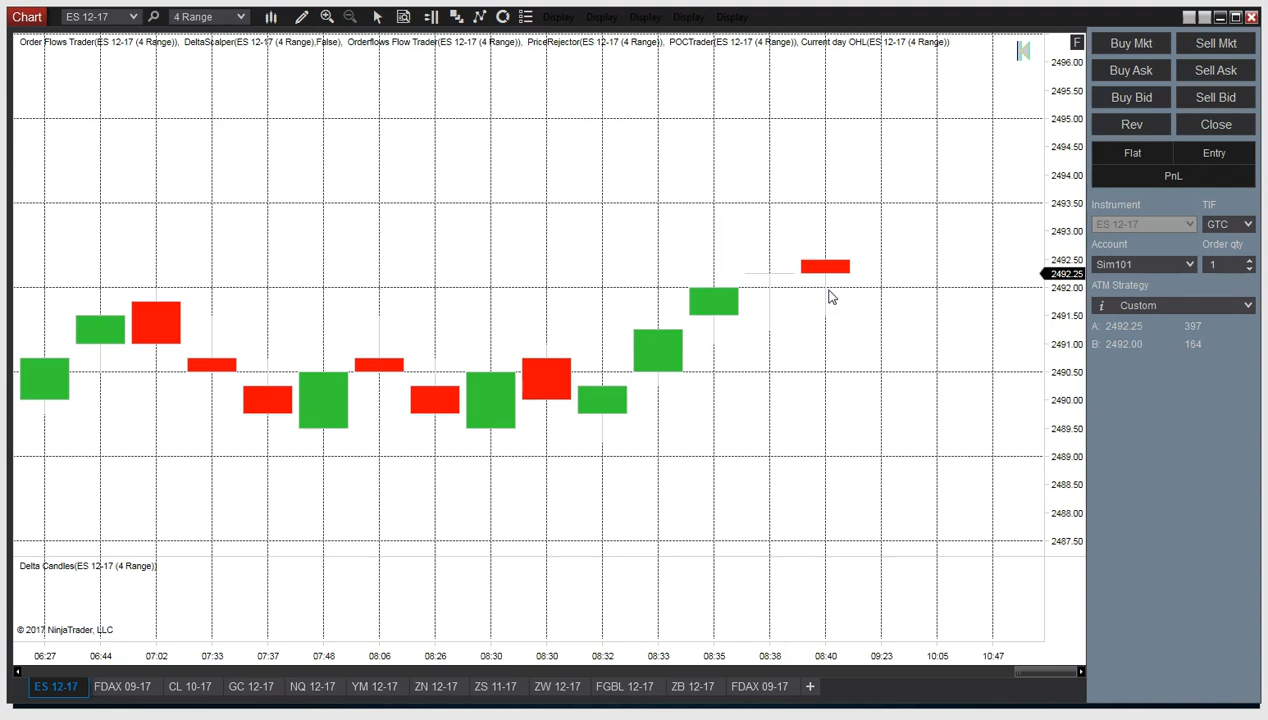 Chart ES 12-17 4 Range Display Display Display Display Display
Order Flows Trader(ES 12-17 (4 Range)), DeltaScalper(ES 12-17 (4 Range),False), Orderflows Flow Trader(ES 12-17 (4 Range)), PriceRejector(ES 12-17 (4 Range)), POCTrader(ES 12-17 (4 Range)), Current day OHL(ES 12-17 (4 Range))
F
2496.00
2495.50
2495.00
2494.50
2494.00
2493.50
2493.00
2492.50
2492.25
2492.00
2491.50
2491.00
2490.50
2490.00
2489.50
2489.00
2488.50
2488.00
2487.50
Delta Candles(ES 12-17 (4 Range))
© 2017 NinjaTrader, LLC
06:27 06:44 07:02 07:33 07:37 07:48 08:06 08:26 08:30 08:30 08:32 08:33 08:35 08:38 08:40 09:23 10:05 10:47
ES 12-17 FDAX 09-17 CL 10-17 GC 12-17 NQ 12-17 YM 12-17 ZN 12-17 ZS 11-17 ZW 12-17 FGBL 12-17 ZB 12-17 FDAX 09-17 +
Buy Mkt Sell Mkt
Buy Ask Sell Ask
Buy Bid Sell Bid
Rev Close
Flat Entry
PnL
Instrument TIF
ES 12-17 GTC
Account Order qty
Sim101 1
ATM Strategy
i Custom
A: 2492.25 397
B: 2492.00 164